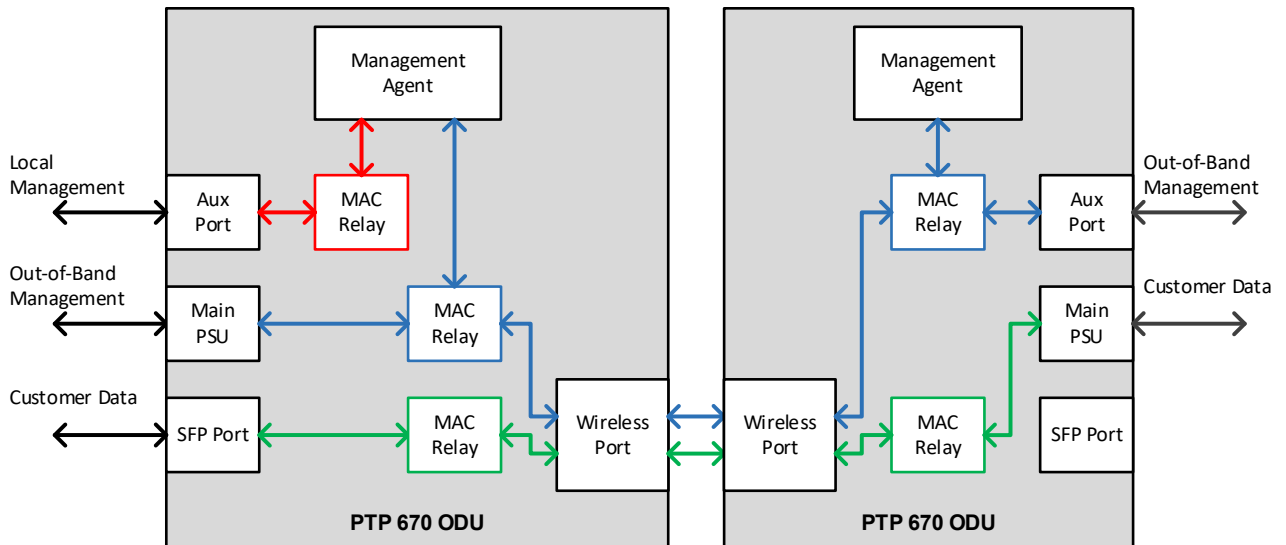 Management
Agent
Management
Agent
Local
Management
Aux
Port
MAC
Relay
MAC
Relay
Aux
Port
Out-of-Band
Management
Out-of-Band
Management
Main
PSU
MAC
Relay
Main
PSU
Customer Data
Customer Data
SFP Port
MAC
Relay
Wireless
Port
Wireless
Port
MAC
Relay
SFP Port
PTP 670 ODU
PTP 670 ODU